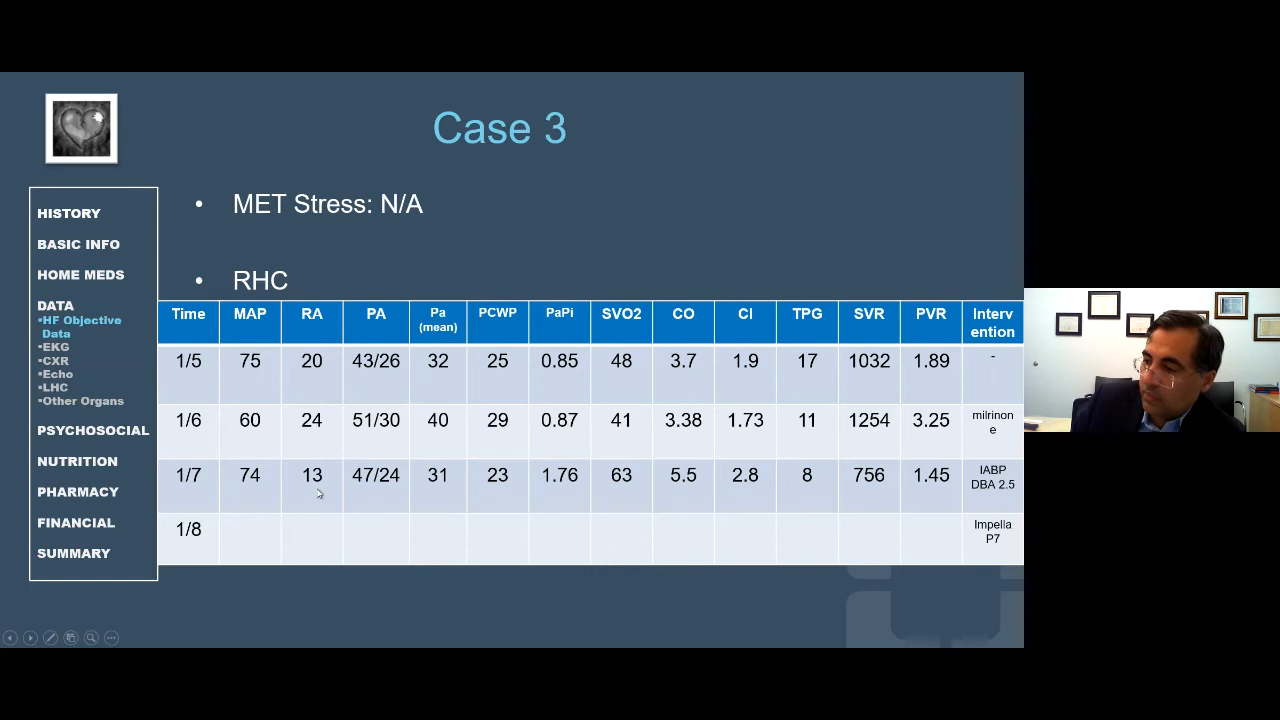 Case 3
HISTORY
BASIC INFO
HOME MEDS
DATA
▪HF Objective
Data
▪EKG
▪CXR
▪Echo
▪LHC
▪Other Organs
PSYCHOSOCIAL
NUTRITION
PHARMACY
FINANCIAL
SUMMARY
• MET Stress: N/A
• RHC
Time MAP RA PA Pa (mean) PCWP PaPi SVO2 CO CI TPG SVR PVR Interv ention
1/5 75 20 43/26 32 25 0.85 48 3.7 1.9 17 1032 1.89 -
1/6 60 24 51/30 40 29 0.87 41 3.38 1.73 11 1254 3.25 milrinon e
1/7 74 13 47/24 31 23 1.76 63 5.5 2.8 8 756 1.45 IABP DBA 2.5
1/8 Impella P7